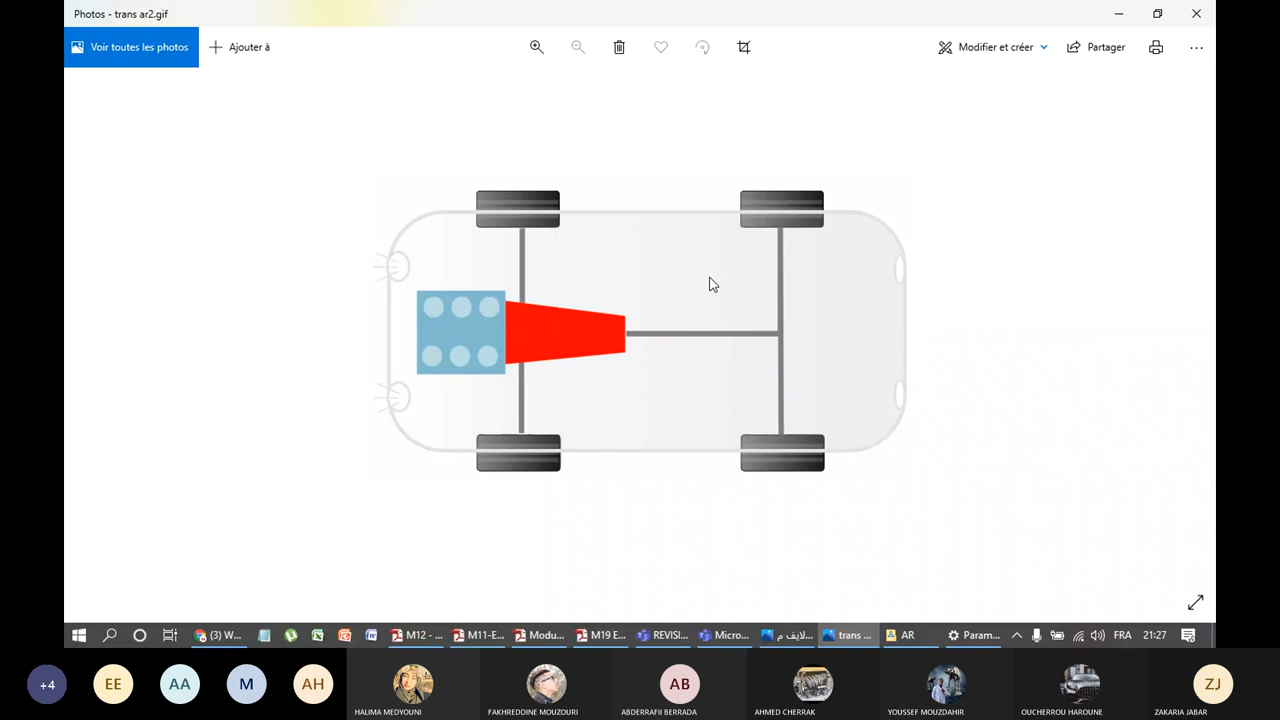 Photos - trans ar2.gif
Voir toutes les photos
Ajouter à
Modifier et créer
Partager
(3) W...
M12 - ...
M11-E...
Modu...
M19 E...
REVISI...
Micro...
لايف م...
trans ...
AR
Param...
FRA
21:27
+4
EE
AA
M
AH
AB
ZJ
HALIMA MEDYOUNI
FAKHREDDINE MOUZOURI
ABDERRAFII BERRADA
AHMED CHERRAK
YOUSSEF MOUZDAHIR
OUCHERROU HAROUNE
ZAKARIA JABAR